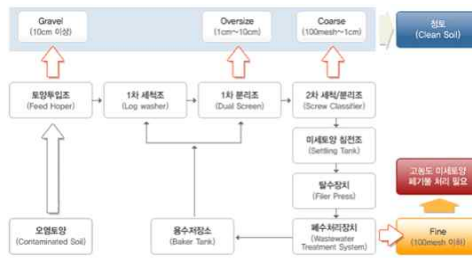 Gravel
(10cm 이상)
Oversize
(1cm~10cm)
Coarse
(100mesh~1cm)
정토
(Clean Soil)
토양투입조
(Feed Hoper)
1차 세척조
(Log washer)
1차 분리조
(Dual Screen)
2차 세척/분리조
(Screw Classifier)
미세토양 침전조
(Settling Tank)
탈수장치
(Filer Press)
고농도 미세토양
폐기물 처리 필요
오염토양
(Contaminated Soil)
용수저장소
(Baker Tank)
폐수처리장치
(Wastewater
Treatment System)
Fine
(100mesh 이하)